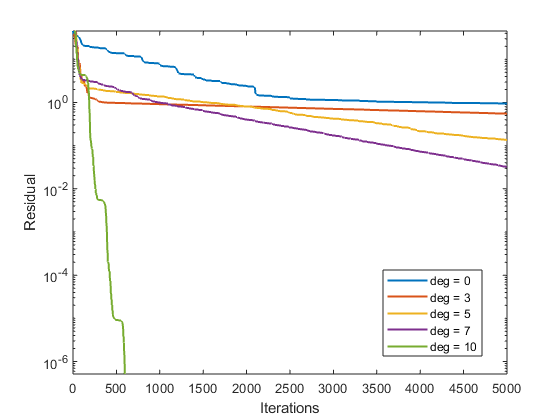 10^0
10^-2
10^-4
10^-6
Residual
0 500 1000 1500 2000 2500 3000 3500 4000 4500 5000
Iterations
deg = 0
deg = 3
deg = 5
deg = 7
deg = 10